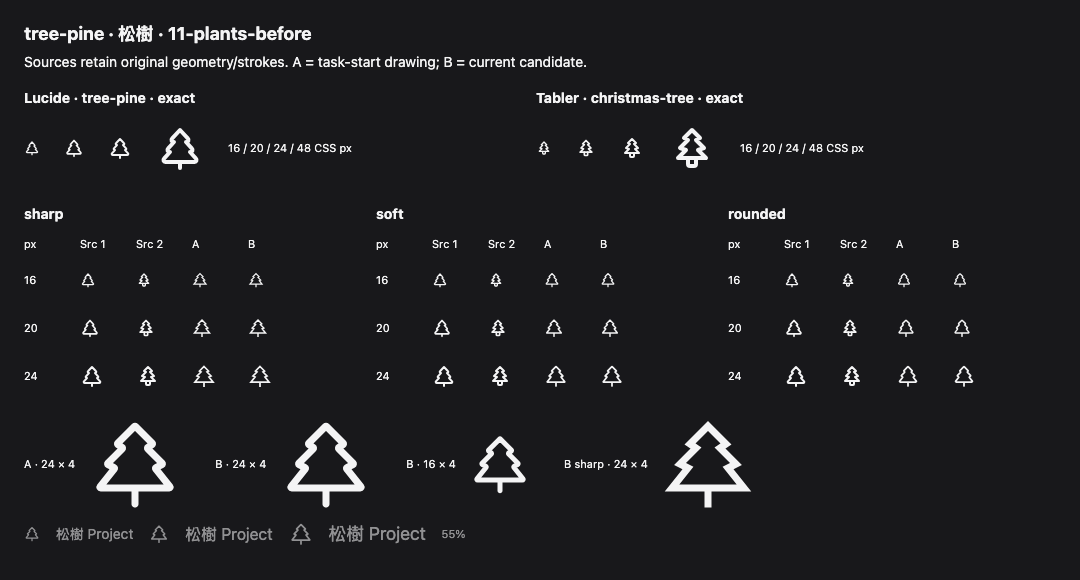 tree-pine · 松樹 · 11-plants-before
Sources retain original geometry/strokes. A = task-start drawing; B = current candidate.
Lucide · tree-pine · exact
Tabler · christmas-tree · exact
16 / 20 / 24 / 48 CSS px
16 / 20 / 24 / 48 CSS px
sharp
soft
rounded
px Src 1 Src 2 A B
px Src 1 Src 2 A B
px Src 1 Src 2 A B
16
16
16
20
20
20
24
24
24
A · 24 × 4
B · 24 × 4
B · 16 × 4
B sharp · 24 × 4
松樹 Project
松樹 Project
松樹 Project
55%